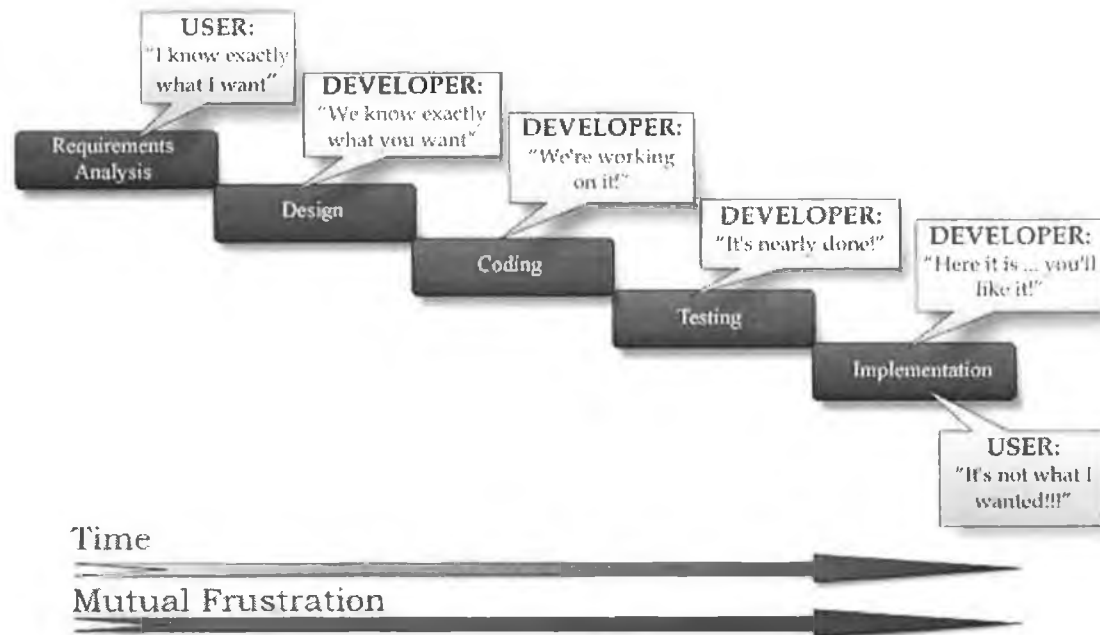 USER:
"I know exactly
what I want"
DEVELOPER:
"We know exactly
what you want"
DEVELOPER:
"We're working
on it!"
DEVELOPER:
"It's nearly done!"
DEVELOPER:
"Here it is ... you'll
like it!"
Requirements
Analysis
Design
Coding
Testing
Implementation
USER:
"It's not what I
wanted!!!"
Time
Mutual Frustration